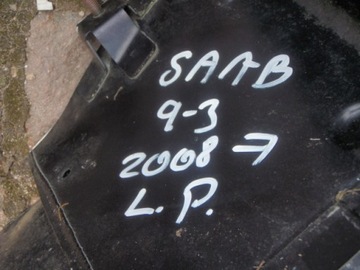 SAAB
9-3
2008 →
L.P.